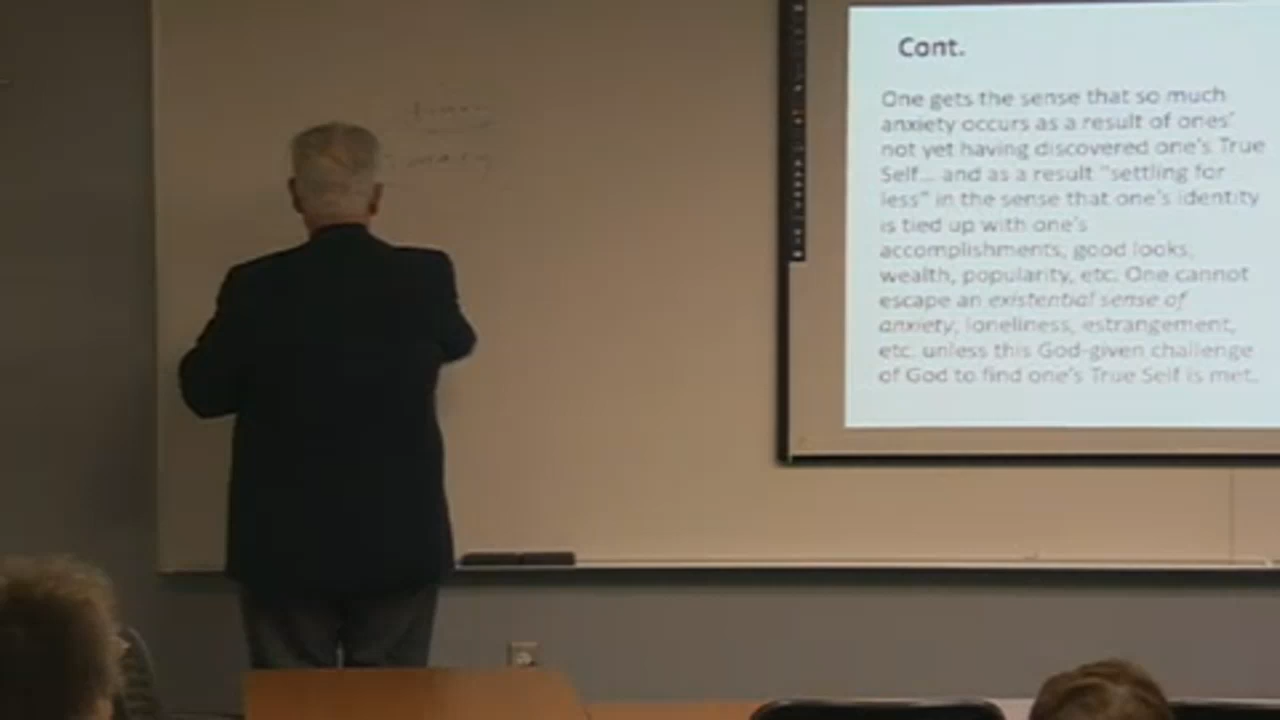 Cont.
One gets the sense that so much
anxiety occurs as a result of ones'
not yet having discovered one's True
Self... and as a result "settling for
less" in the sense that one's identity
is tied up with one's
accomplishments, good looks,
wealth, popularity, etc. One cannot
escape an existential sense of
anxiety, loneliness, estrangement,
etc. unless this God-given challenge
of God to find one's True Self is met.